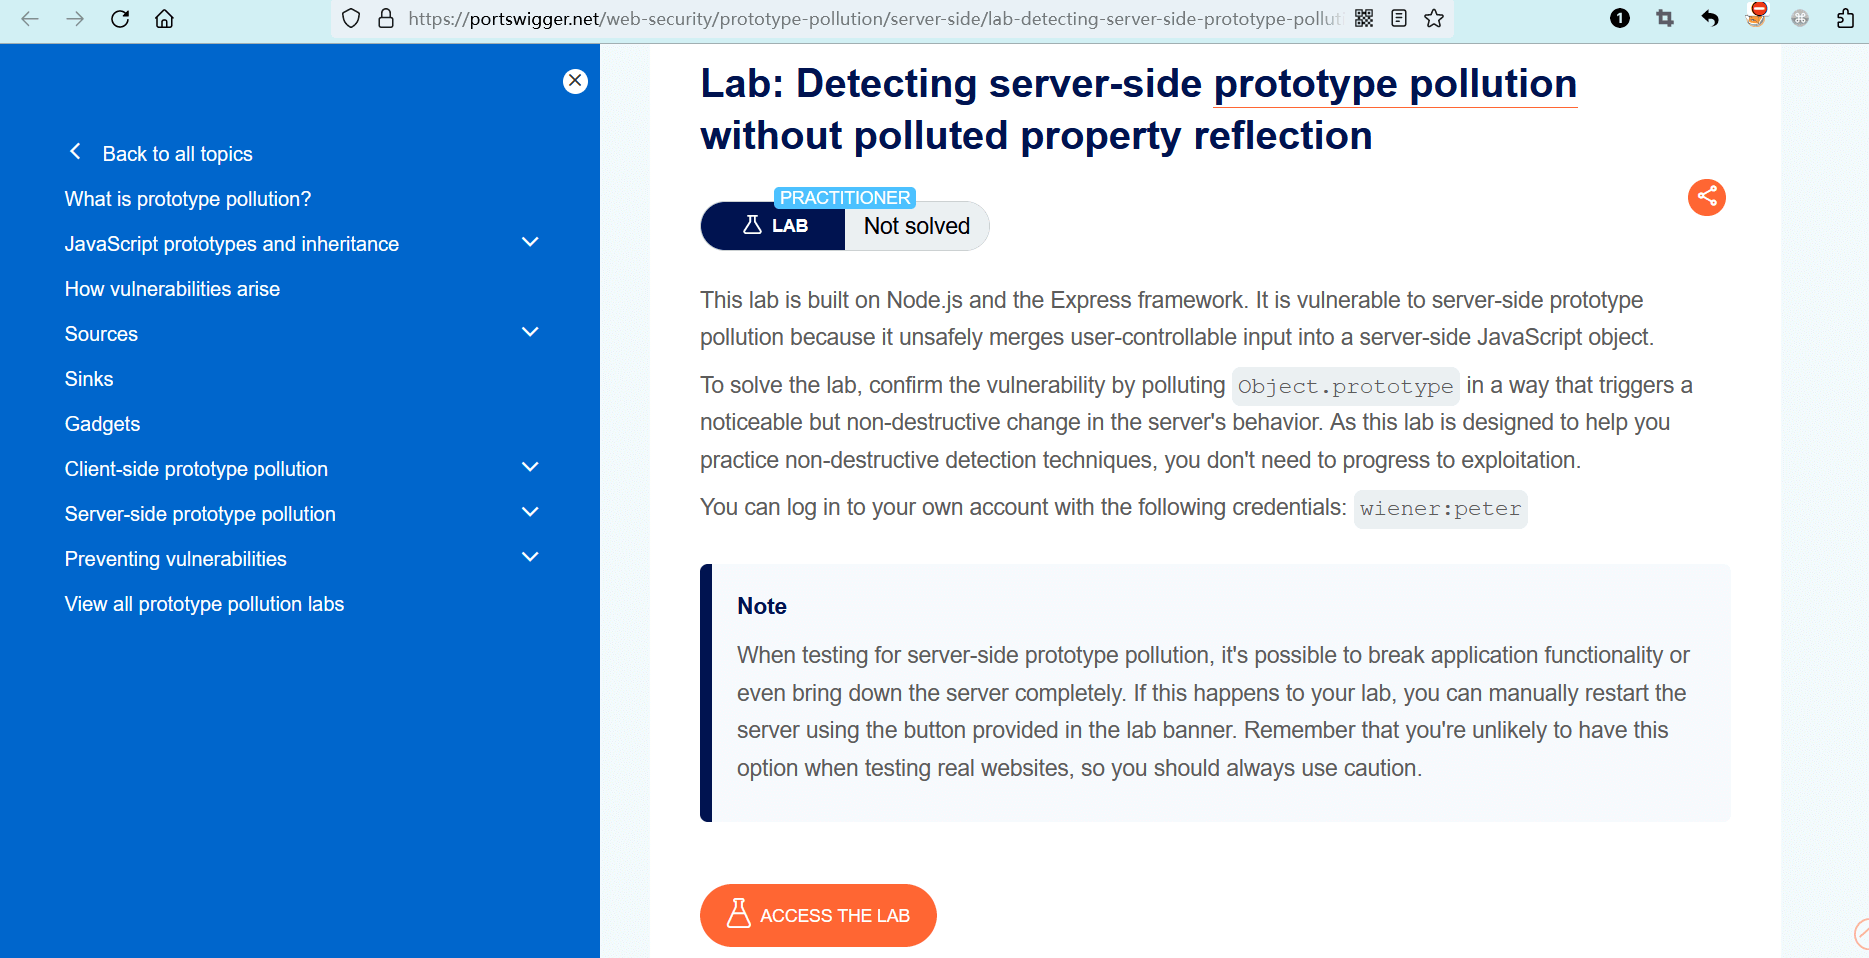 https://portswigger.net/web-security/prototype-pollution/server-side/lab-detecting-server-side-prototype-pollut
1
Back to all topics
What is prototype pollution?
JavaScript prototypes and inheritance
How vulnerabilities arise
Sources
Sinks
Gadgets
Client-side prototype pollution
Server-side prototype pollution
Preventing vulnerabilities
View all prototype pollution labs
Lab: Detecting server-side prototype pollution
without polluted property reflection
PRACTITIONER
LAB
Not solved
This lab is built on Node.js and the Express framework. It is vulnerable to server-side prototype
pollution because it unsafely merges user-controllable input into a server-side JavaScript object.
To solve the lab, confirm the vulnerability by polluting Object.prototype in a way that triggers a
noticeable but non-destructive change in the server's behavior. As this lab is designed to help you
practice non-destructive detection techniques, you don't need to progress to exploitation.
You can log in to your own account with the following credentials: wiener:peter
Note
When testing for server-side prototype pollution, it's possible to break application functionality or
even bring down the server completely. If this happens to your lab, you can manually restart the
server using the button provided in the lab banner. Remember that you're unlikely to have this
option when testing real websites, so you should always use caution.
ACCESS THE LAB